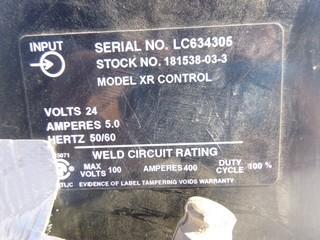 INPUT
SERIAL NO. LC634305
STOCK NO. 181538-03-3
MODEL XR CONTROL
VOLTS 24
AMPERES 5.0
HERTZ 50/60
WELD CIRCUIT RATING
MAX VOLTS 100 AMPERES 400 DUTY CYCLE 100 %
EVIDENCE OF LABEL TAMPERING VOIDS WARRANTY